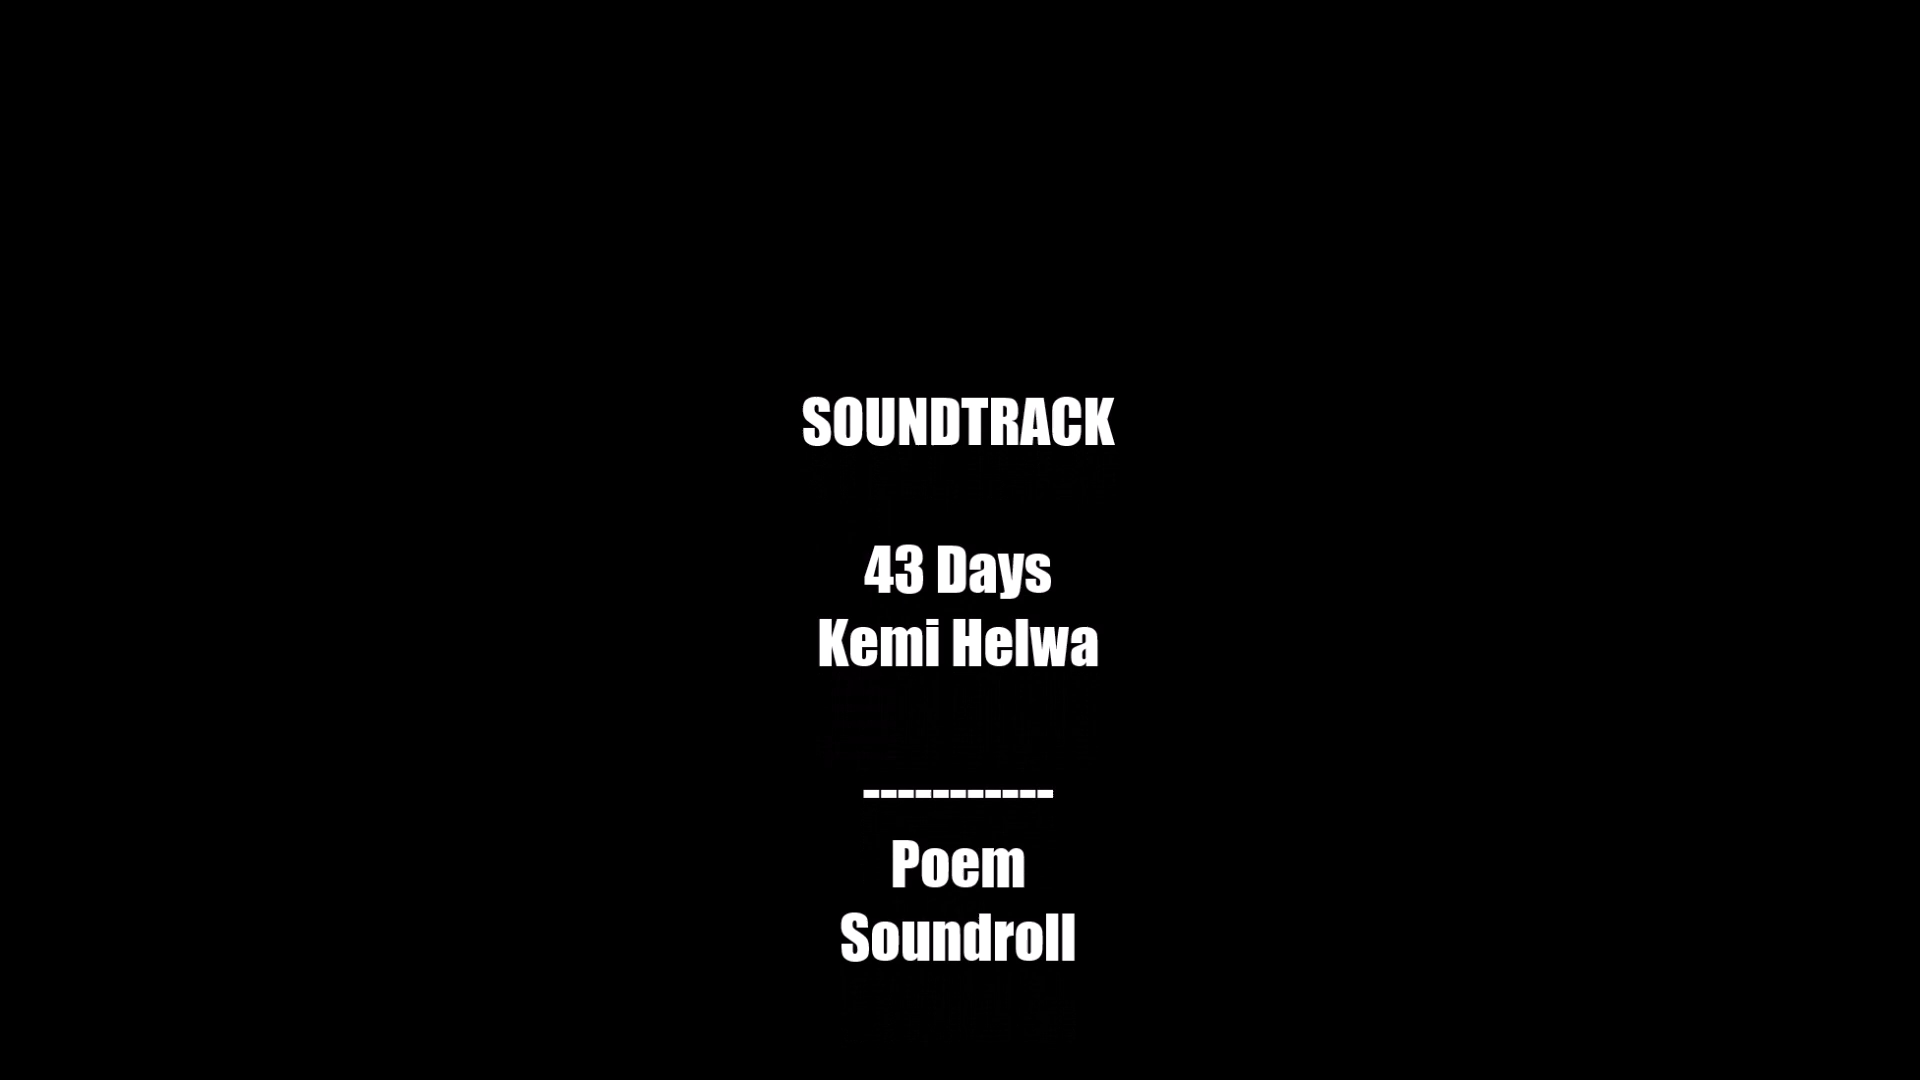 SOUNDTRACK
43 Days
Kemi Helwa
-----------
Poem
Soundroll